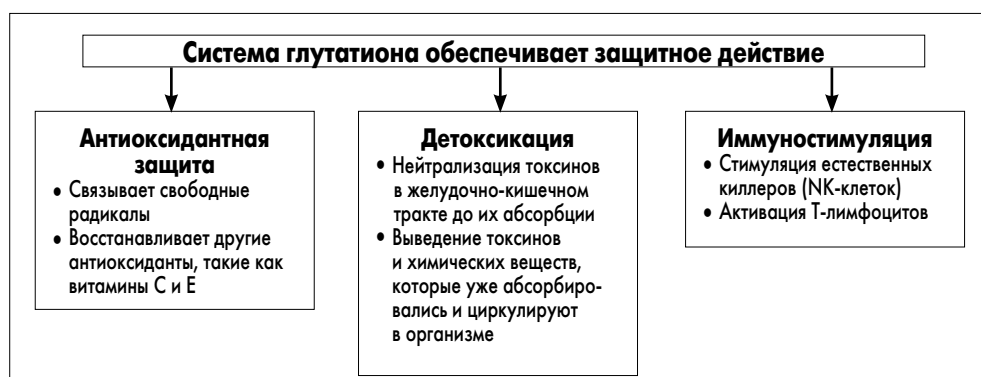 Система глутатиона обеспечивает защитное действие
Антиоксидантная
защита
• Связывает свободные
радикалы
• Восстанавливает другие
антиоксиданты, такие как
витамины С и Е
Детоксикация
• Нейтрализация токсинов
в желудочно-кишечном
тракте до их абсорбции
• Выведение токсинов
и химических веществ,
которые уже абсорбиро-
вались и циркулируют
в организме
Иммуностимуляция
• Стимуляция естественных
киллеров (NK-клеток)
• Активация Т-лимфоцитов